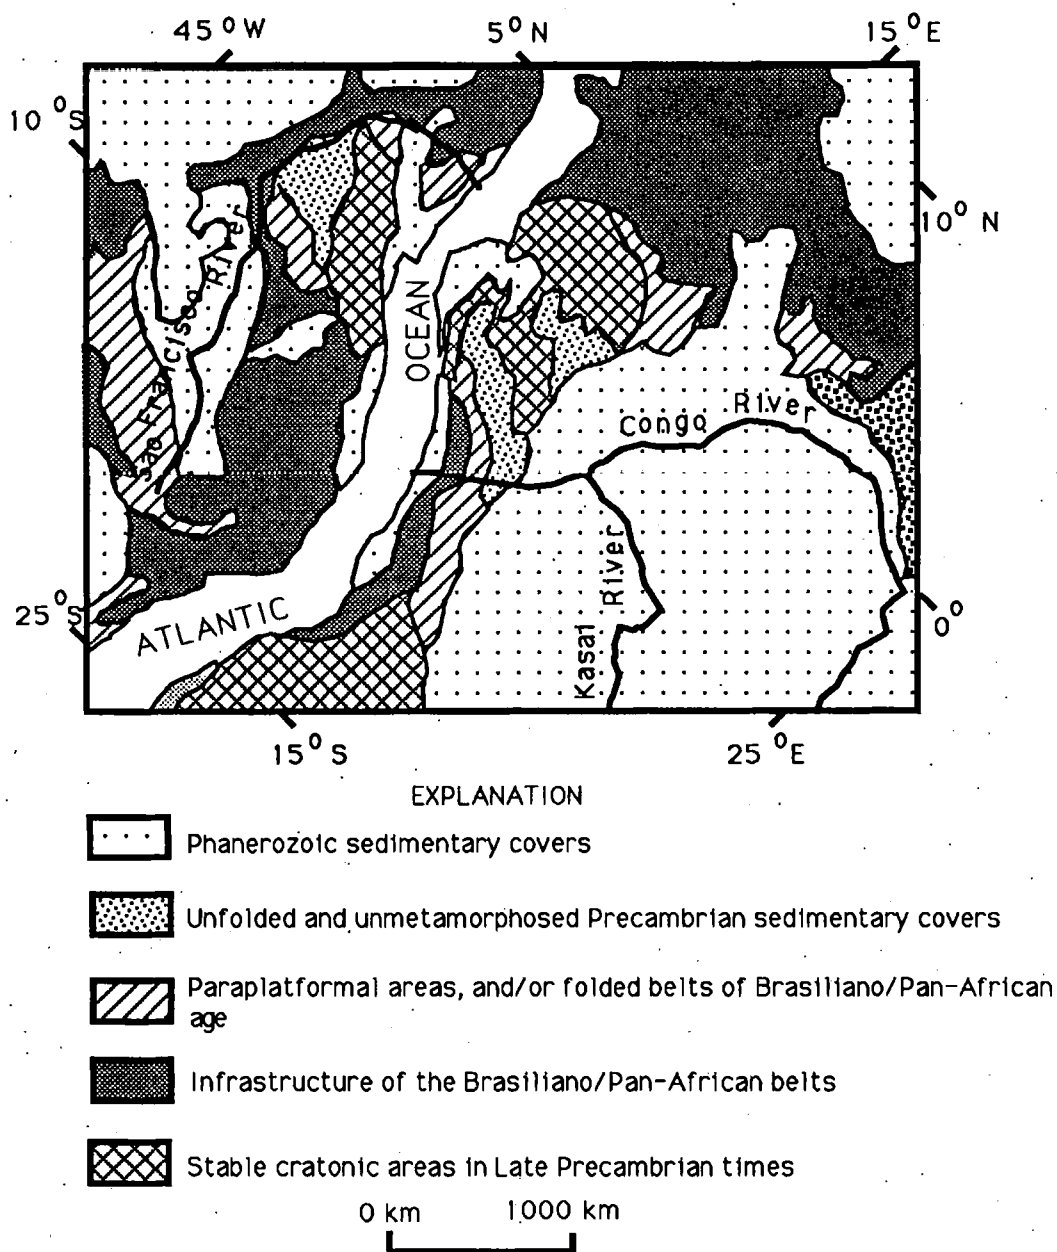 45°W 5°N 15°E
10°S
10° N
Sao Francisco River
OCEAN
Congo River
Kasai River
ATLANTIC
25°S
0°
15°S 25°E
EXPLANATION
Phanerozoic sedimentary covers
Unfolded and unmetamorphosed Precambrian sedimentary covers
Paraplatformal areas, and/or folded belts of Brasiliano/Pan-African
age
Infrastructure of the Brasiliano/Pan-African belts
Stable cratonic areas in Late Precambrian times
0 km 1000 km